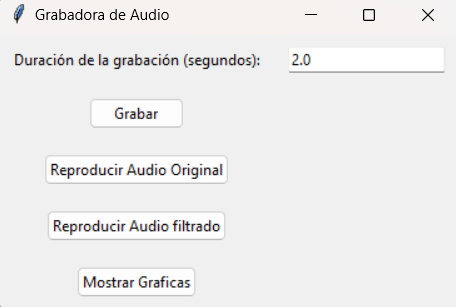 Grabadora de Audio
Duración de la grabación (segundos): 2.0
Grabar
Reproducir Audio Original
Reproducir Audio filtrado
Mostrar Graficas